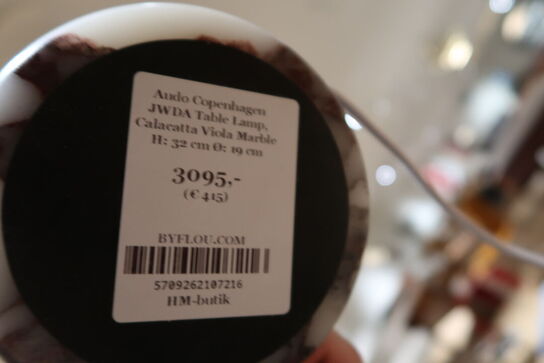 Audo Copenhagen
JWDA Table Lamp,
Calacatta Viola Marble
H: 32 cm Ø: 19 cm
3095,-
(€ 415)
BYFLOU.COM
5709262107216
HM-butik